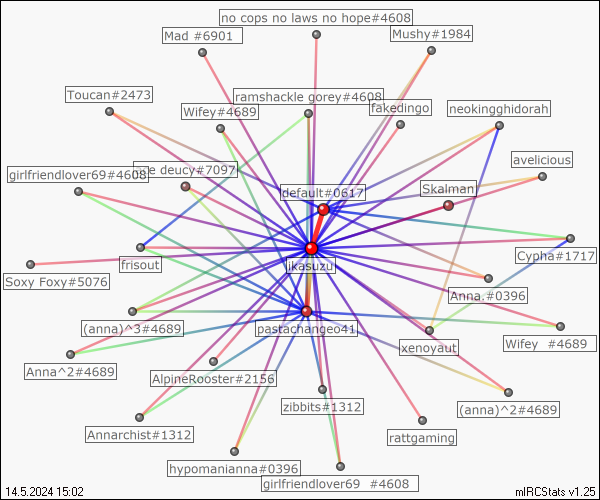 no cops no laws no hope#4608
Mad #6901
Mushy#1984
Toucan#2473
ramshackle gorey#4608
Wifey#4689
fakedingo
neokingghidorah
avelicious
deucy#7097
girlfriendlover69#4608
default#0617
Skalman
Cypha#1717
frisout
ikasuzu
Soxy Foxy#5076
Anna.#0396
(anna)^3#4689
pastachangeo41
xenoyaut
Wifey #4689
Anna^2#4689
AlpineRooster#2156
zibbits#1312
(anna)^2#4689
Annarchist#1312
rattgaming
hypomanianna#0396
girlfriendlover69 #4608
14.5.2024 15:02
mIRCStats v1.25